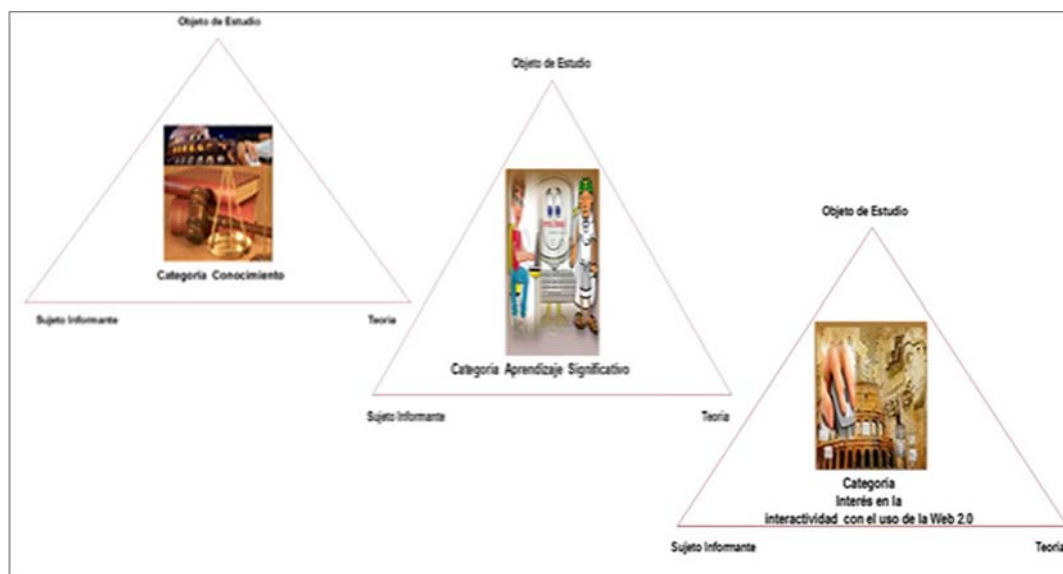 Objeto de Estudio
Categoría Conocimiento
Sujeto Informante
Teoría
Objeto de Estudio
Categoría Aprendizaje Significativo
Sujeto Informante
Teoría
Objeto de Estudio
Categoría
Interés en la
interactividad con el uso de la Web 2.0
Sujeto Informante
Teoría